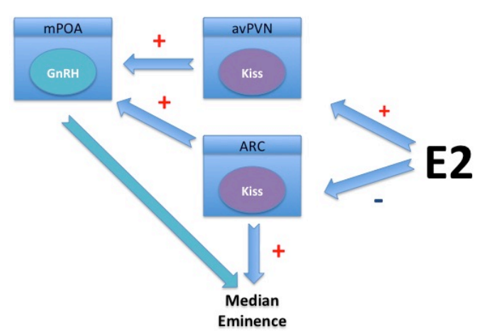 mPOA
GnRH
+
avPVN
Kiss
+
ARC
Kiss
+
E2
-
+
Median
Eminence